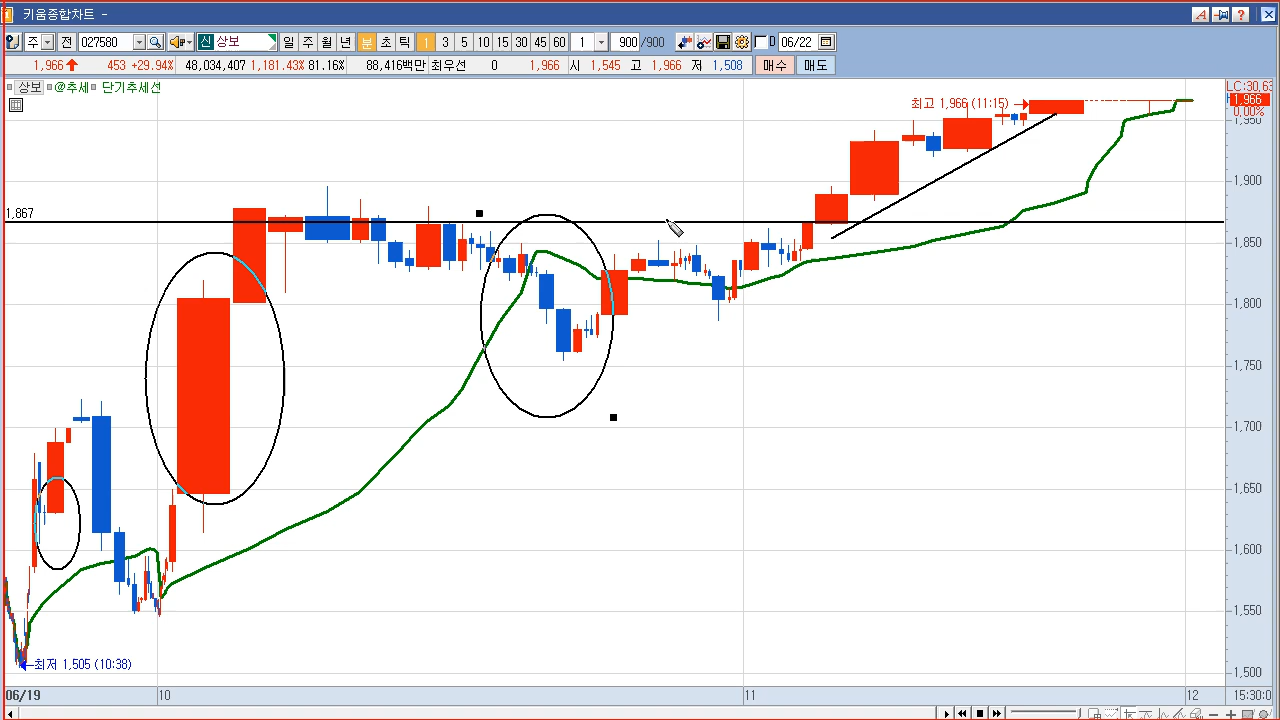 키움종합차트 -
주 전 027580 신 상보 일 주 월 년 분 초 틱 1 3 5 10 15 30 45 60 1 900 /900 D 06/22
1,966 453 +29.94% 48,034,407 1,181.43% 81.16% 88,416백만 최우선 0 1,966 시 1,545 고 1,966 저 1,508 매수 매도
상보 @추세 단기추세선
LC:30,63
최고 1,966 (11:15)
1,966
0.00%
1,950
1,900
1,867
1,850
1,800
1,750
1,700
1,650
1,600
1,550
최저 1,505 (10:38)
1,500
06/19 10 11 12 15:30:0